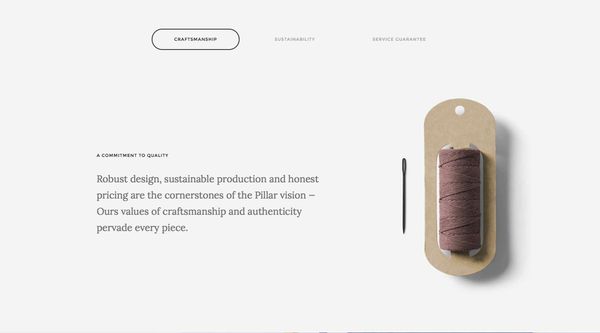 CRAFTSMANSHIP
SUSTAINABILITY
SERVICE GUARANTEE
A COMMITMENT TO QUALITY
Robust design, sustainable production and honest
pricing are the cornerstones of the Pillar vision —
Ours values of craftsmanship and authenticity
pervade every piece.